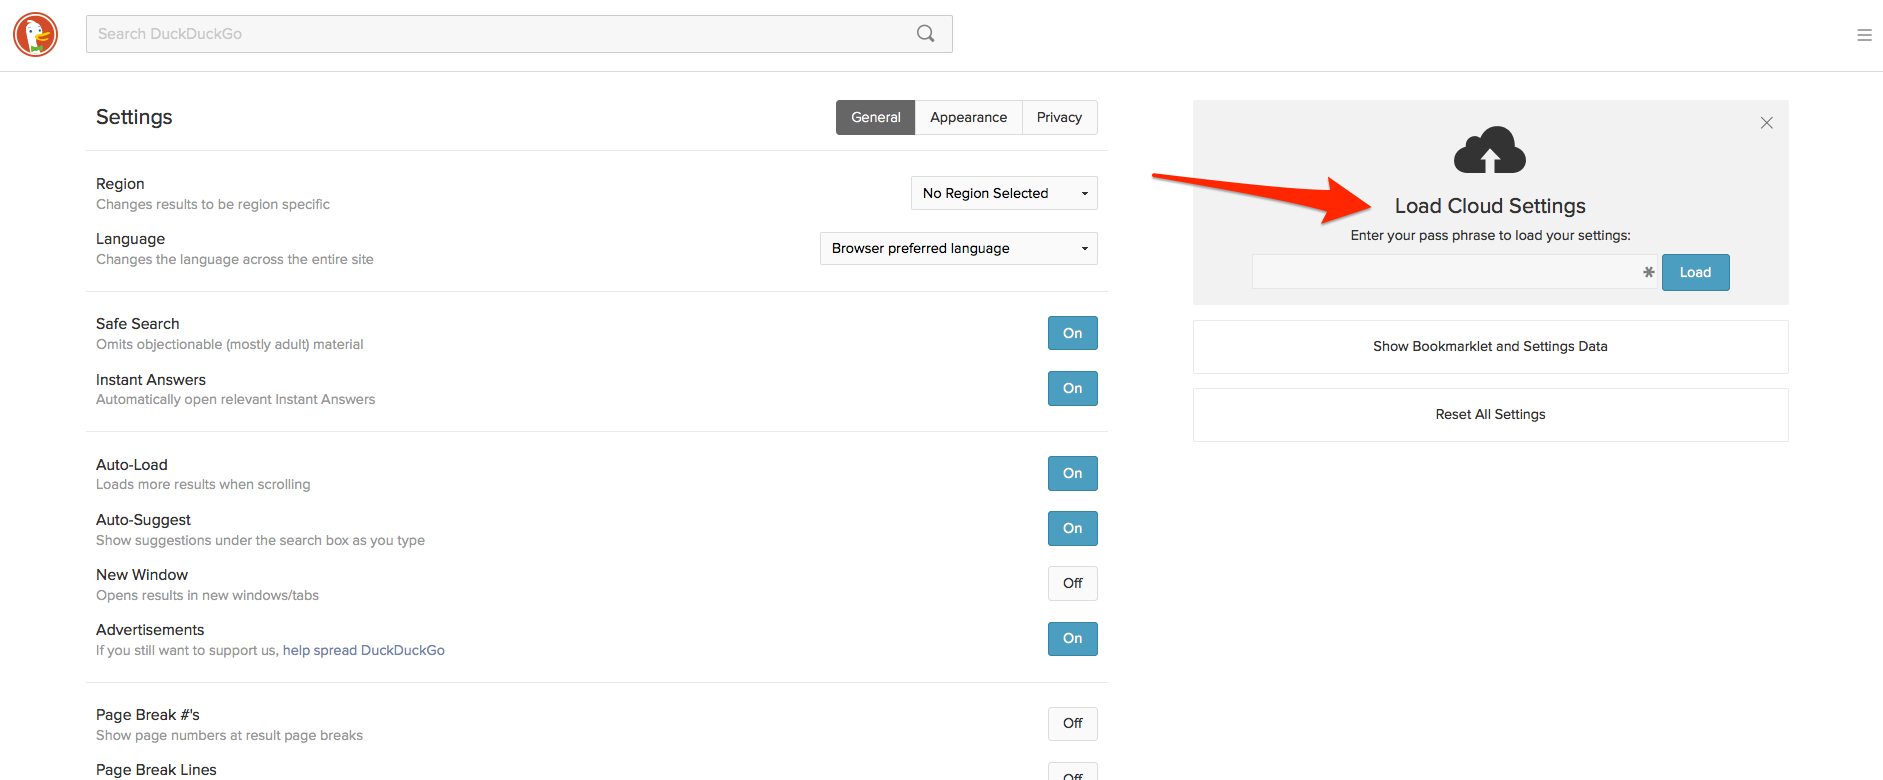 Search DuckDuckGo
Settings
General Appearance Privacy
Region
Changes results to be region specific
No Region Selected
Language
Changes the language across the entire site
Browser preferred language
Safe Search
Omits objectionable (mostly adult) material
On
Instant Answers
Automatically open relevant Instant Answers
On
Auto-Load
Loads more results when scrolling
On
Auto-Suggest
Show suggestions under the search box as you type
On
New Window
Opens results in new windows/tabs
Off
Advertisements
If you still want to support us, help spread DuckDuckGo
On
Page Break #'s
Show page numbers at result page breaks
Off
Page Break Lines
Off
Load Cloud Settings
Enter your pass phrase to load your settings:
Load
Show Bookmarklet and Settings Data
Reset All Settings